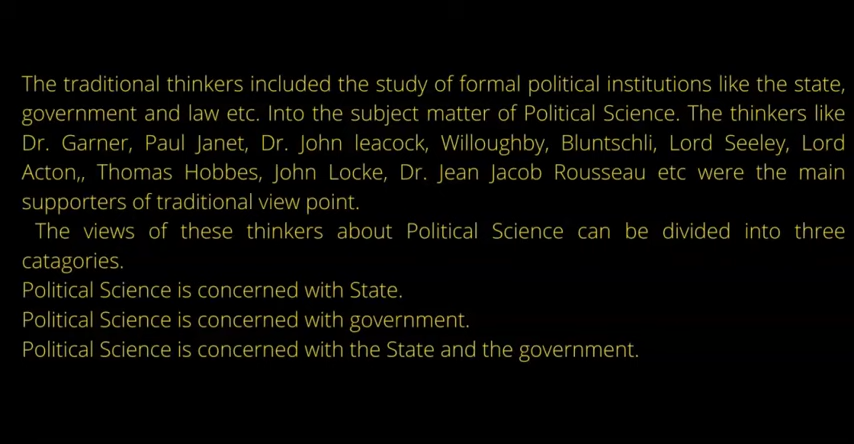 The traditional thinkers included the study of formal political institutions like the state,
government and law etc. Into the subject matter of Political Science. The thinkers like
Dr. Garner, Paul Janet, Dr. John leacock, Willoughby, Bluntschli, Lord Seeley, Lord
Acton,, Thomas Hobbes, John Locke, Dr. Jean Jacob Rousseau etc were the main
supporters of traditional view point.
The views of these thinkers about Political Science can be divided into three
catagories.
Political Science is concerned with State.
Political Science is concerned with government.
Political Science is concerned with the State and the government.